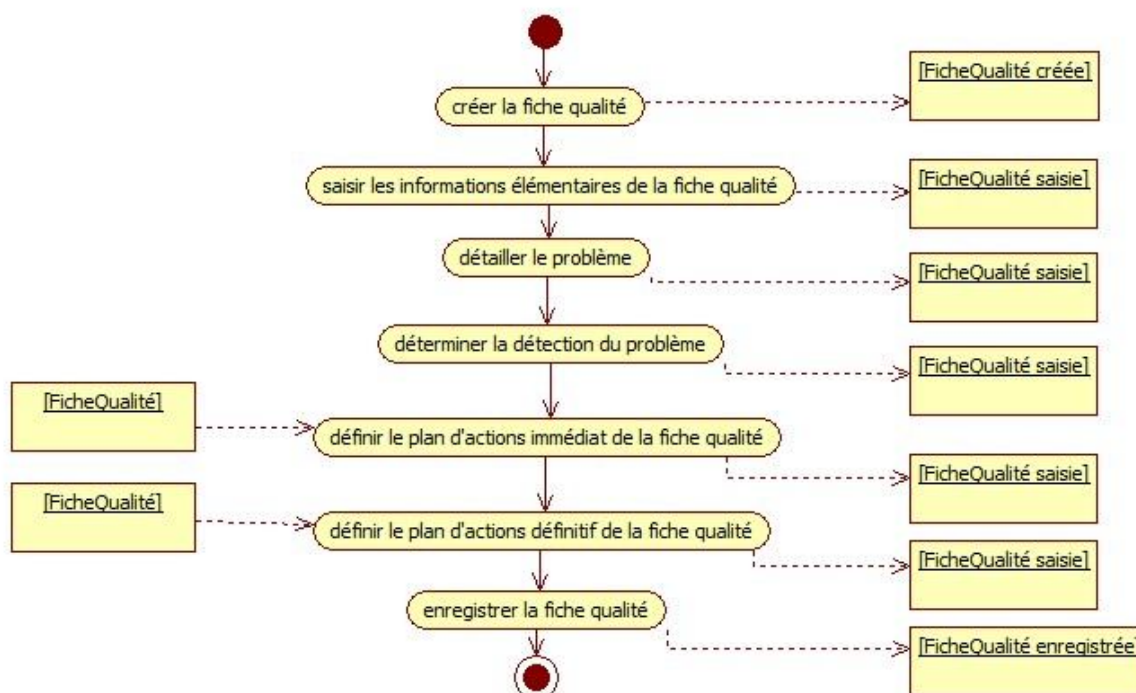 [FicheQualité créée]
créer la fiche qualité
saisir les informations élémentaires de la fiche qualité
[FicheQualité saisie]
détailler le problème
[FicheQualité saisie]
déterminer la détection du problème
[FicheQualité saisie]
[FicheQualité]
définir le plan d'actions immédiat de la fiche qualité
[FicheQualité saisie]
[FicheQualité]
définir le plan d'actions définitif de la fiche qualité
[FicheQualité saisie]
enregistrer la fiche qualité
[FicheQualité enregistrée]